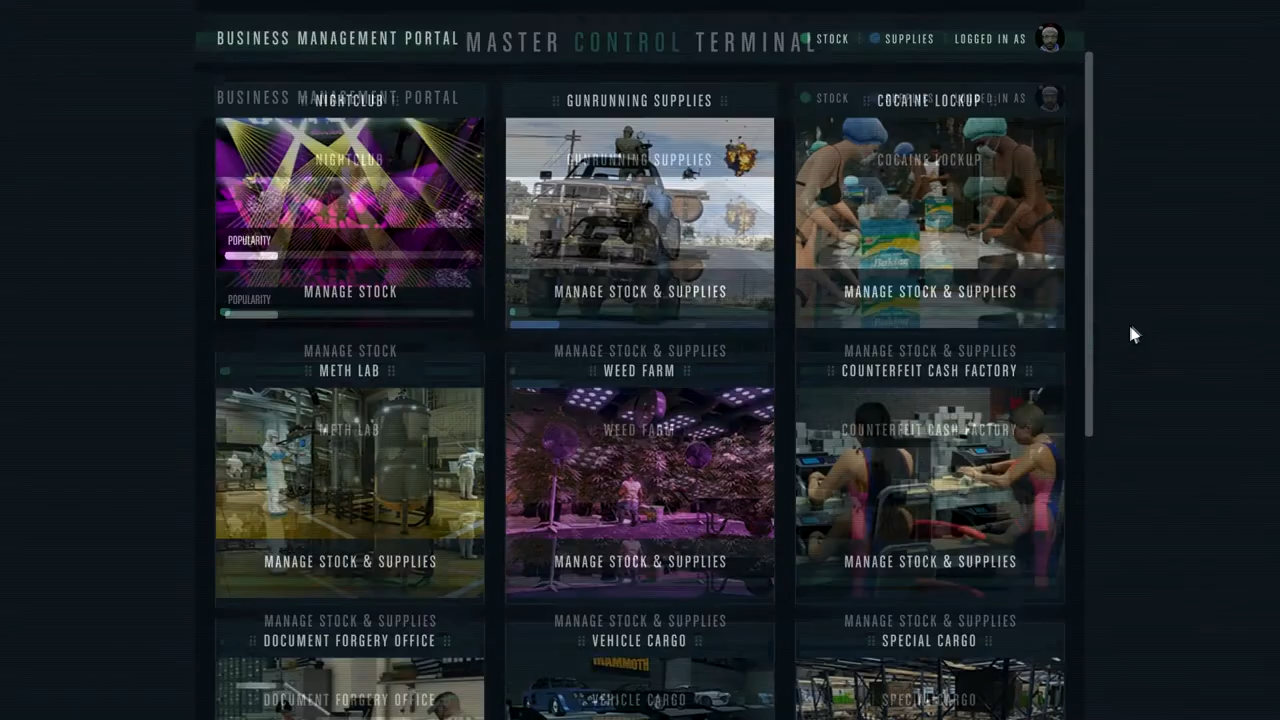 BUSINESS MANAGEMENT PORTAL
MASTER CONTROL TERMINAL
STOCK
SUPPLIES
LOGGED IN AS
BUSINESS MANAGEMENT PORTAL
STOCK
NIGHTCLUB
GUNRUNNING SUPPLIES
COCAINE LOCKUP
NIGHTCLUB
GUNRUNNING SUPPLIES
COCAINE LOCKUP
POPULARITY
MANAGE STOCK
MANAGE STOCK & SUPPLIES
MANAGE STOCK & SUPPLIES
POPULARITY
MANAGE STOCK
MANAGE STOCK & SUPPLIES
MANAGE STOCK & SUPPLIES
METH LAB
WEED FARM
COUNTERFEIT CASH FACTORY
METH LAB
WEED FARM
COUNTERFEIT CASH FACTORY
MANAGE STOCK & SUPPLIES
MANAGE STOCK & SUPPLIES
MANAGE STOCK & SUPPLIES
MANAGE STOCK & SUPPLIES
MANAGE STOCK & SUPPLIES
MANAGE STOCK & SUPPLIES
DOCUMENT FORGERY OFFICE
VEHICLE CARGO
SPECIAL CARGO
MAMMOTH
DOCUMENT FORGERY OFFICE
VEHICLE CARGO
SPECIAL CARGO